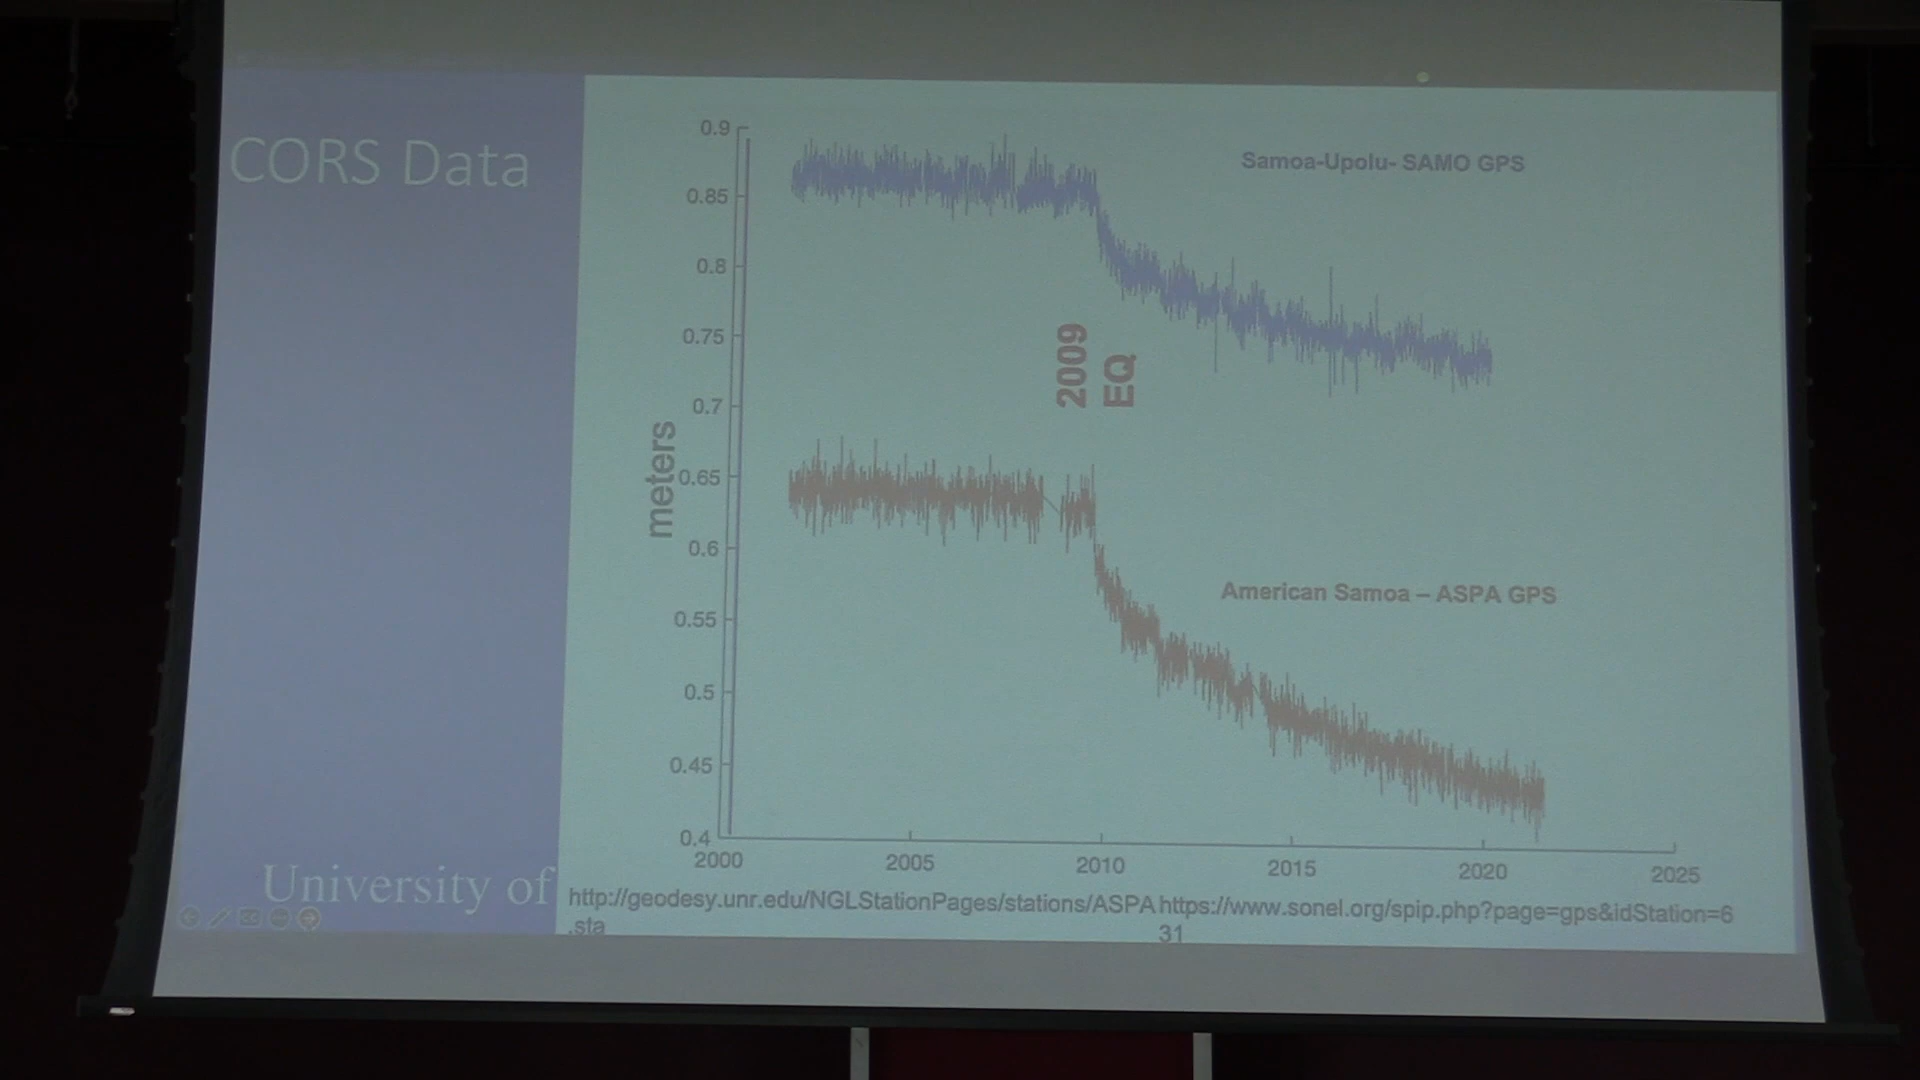 CORS Data
University of
0.9
0.85
0.8
0.75
0.7
0.65
0.6
0.55
0.5
0.45
0.4
meters
2000
2005
2010
2015
2020
2025
Samoa-Upolu- SAMO GPS
2009
EQ
American Samoa – ASPA GPS
http://geodesy.unr.edu/NGLStationPages/stations/ASPA
.sta
https://www.sonel.org/spip.php?page=gps&idStation=6
31